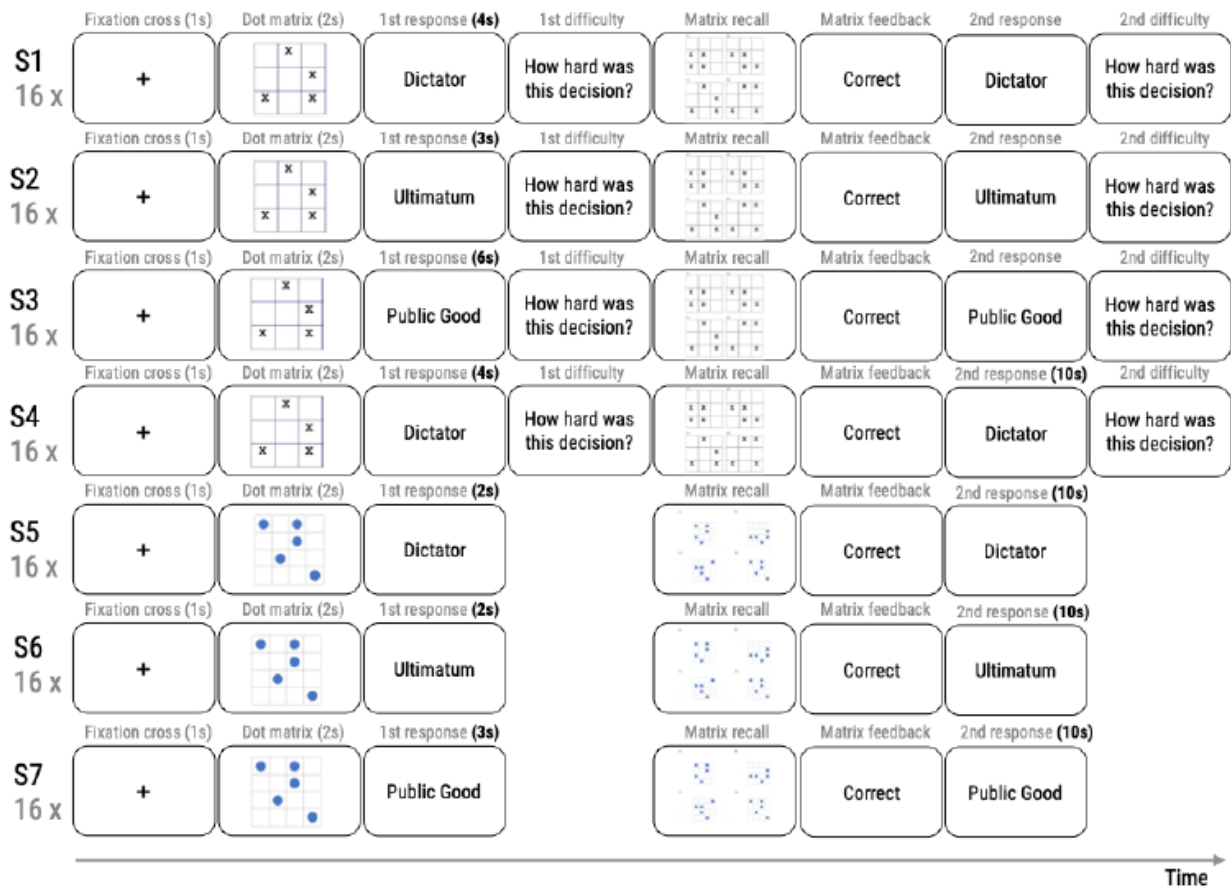 Fixation cross (1s) Dot matrix (2s) 1st response (4s) 1st difficulty Matrix recall Matrix feedback 2nd response 2nd difficulty
S1
16 x
+
x
x
x x
Dictator
How hard was
this decision?
Correct
Dictator
How hard was
this decision?
Fixation cross (1s) Dot matrix (2s) 1st response (3s) 1st difficulty Matrix recall Matrix feedback 2nd response 2nd difficulty
S2
16 x
+
x
x
x x
Ultimatum
How hard was
this decision?
Correct
Ultimatum
How hard was
this decision?
Fixation cross (1s) Dot matrix (2s) 1st response (6s) 1st difficulty Matrix recall Matrix feedback 2nd response 2nd difficulty
S3
16 x
+
x
x
x x
Public Good
How hard was
this decision?
Correct
Public Good
How hard was
this decision?
Fixation cross (1s) Dot matrix (2s) 1st response (4s) 1st difficulty Matrix recall Matrix feedback 2nd response (10s) 2nd difficulty
S4
16 x
+
x
x
x x
Dictator
How hard was
this decision?
Correct
Dictator
How hard was
this decision?
Fixation cross (1s) Dot matrix (2s) 1st response (2s) Matrix recall Matrix feedback 2nd response (10s)
S5
16 x
+
Dictator
Correct
Dictator
Fixation cross (1s) Dot matrix (2s) 1st response (2s) Matrix recall Matrix feedback 2nd response (10s)
S6
16 x
+
Ultimatum
Correct
Ultimatum
Fixation cross (1s) Dot matrix (2s) 1st response (3s) Matrix recall Matrix feedback 2nd response (10s)
S7
16 x
+
Public Good
Correct
Public Good
Time